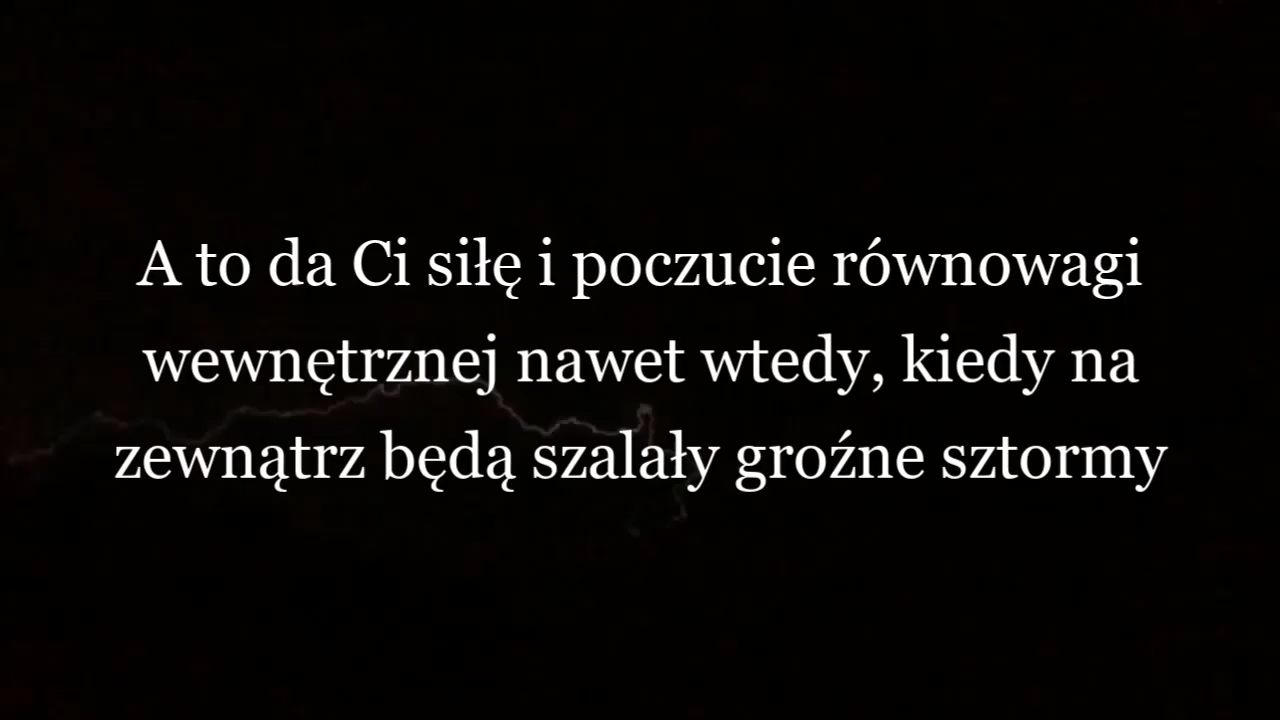 A to da Ci siłę i poczucie równowagi
wewnętrznej nawet wtedy, kiedy na
zewnątrz będą szalały groźne sztormy